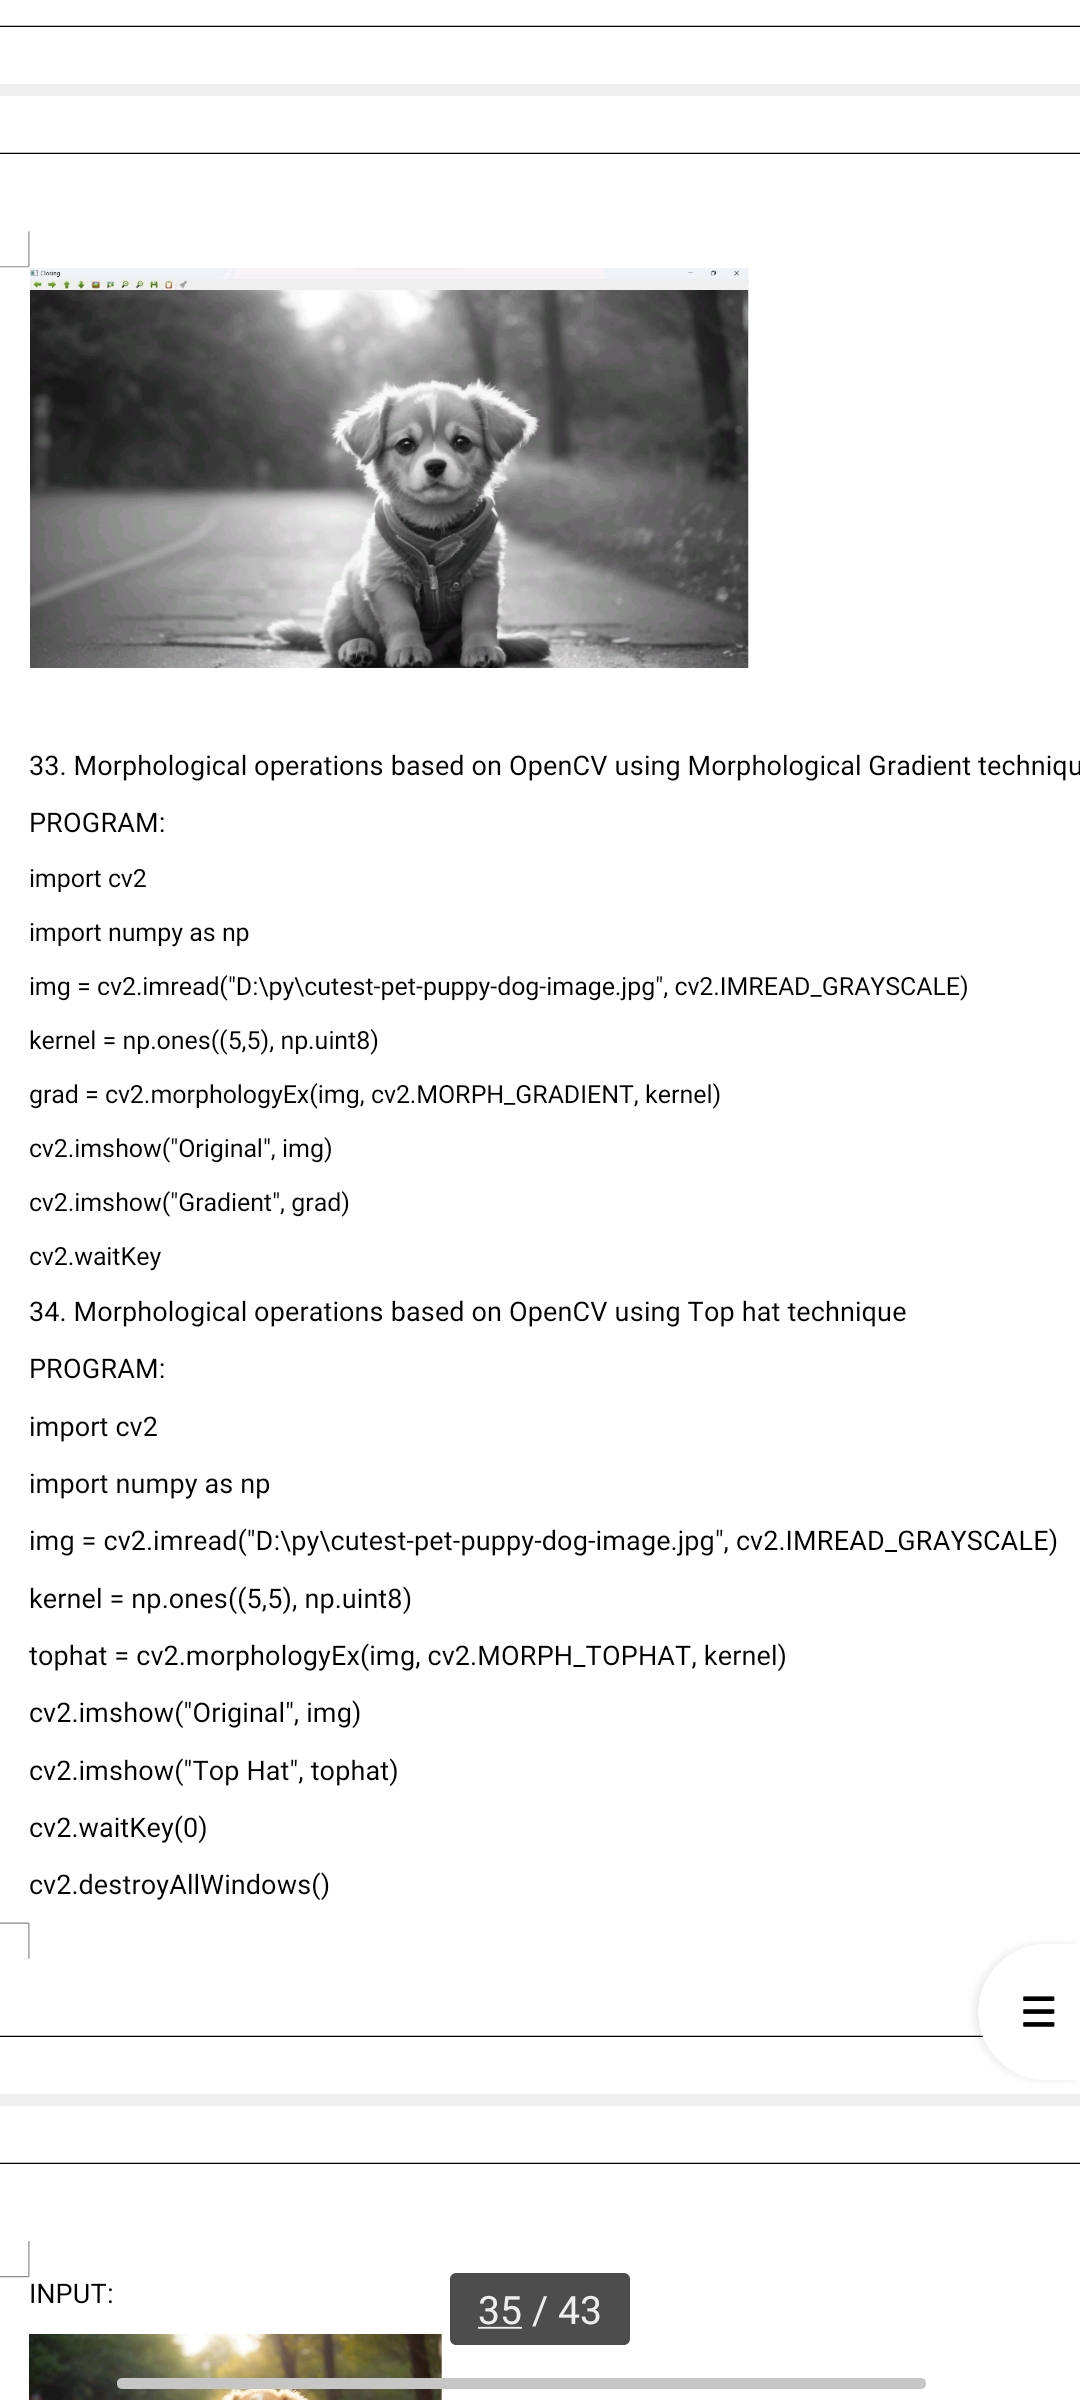 Closing
33. Morphological operations based on OpenCV using Morphological Gradient techniqu
PROGRAM:
import cv2
import numpy as np
img = cv2.imread("D:\py\cutest-pet-puppy-dog-image.jpg", cv2.IMREAD_GRAYSCALE)
kernel = np.ones((5,5), np.uint8)
grad = cv2.morphologyEx(img, cv2.MORPH_GRADIENT, kernel)
cv2.imshow("Original", img)
cv2.imshow("Gradient", grad)
cv2.waitKey
34. Morphological operations based on OpenCV using Top hat technique
PROGRAM:
import cv2
import numpy as np
img = cv2.imread("D:\py\cutest-pet-puppy-dog-image.jpg", cv2.IMREAD_GRAYSCALE)
kernel = np.ones((5,5), np.uint8)
tophat = cv2.morphologyEx(img, cv2.MORPH_TOPHAT, kernel)
cv2.imshow("Original", img)
cv2.imshow("Top Hat", tophat)
cv2.waitKey(0)
cv2.destroyAllWindows()
INPUT:
35 / 43